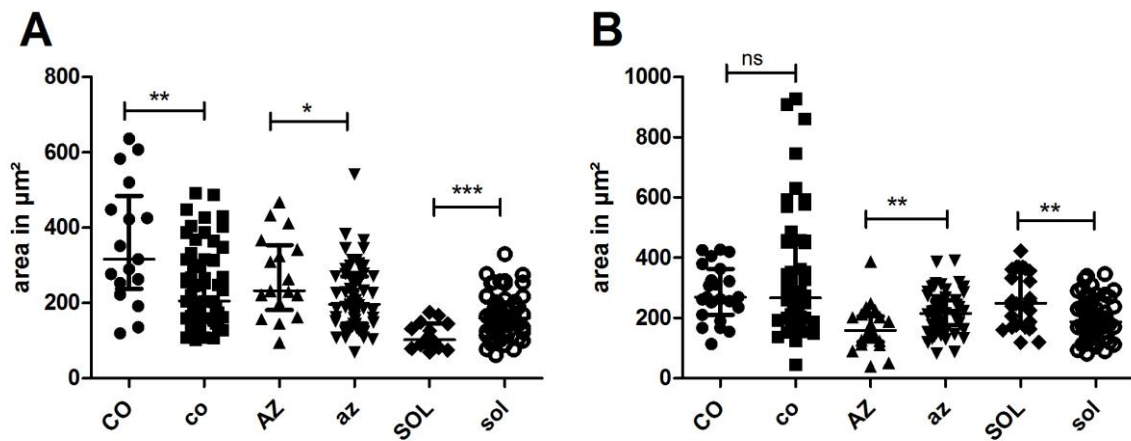 A
area in µm²
800
600
400
200
0
**
*
***
CO
co
AZ
az
SOL
sol
B
area in µm²
1000
800
600
400
200
0
ns
**
**
CO
co
AZ
az
SOL
sol